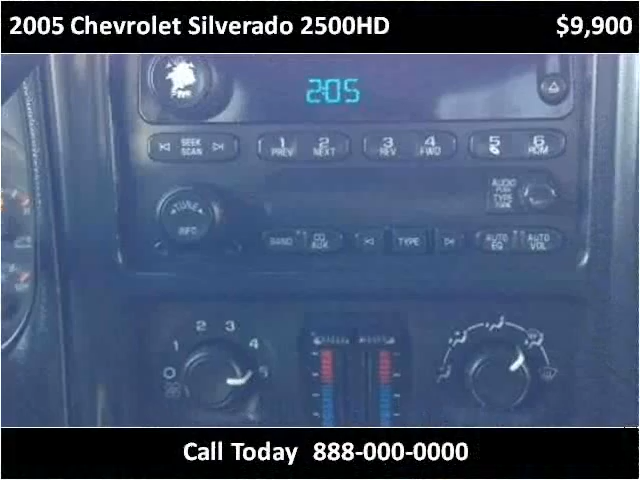 2005 Chevrolet Silverado 2500HD $9,900
2:05
SEEK
SCAN
1 2 3 4 5 6
PREV NEXT REV FWD RDM
AUDIO
TYPE
TUNE
INFO
BAND CD AUX TYPE AUTO EQ AUTO VOL
1 2 3 4 5
Call Today 888-000-0000